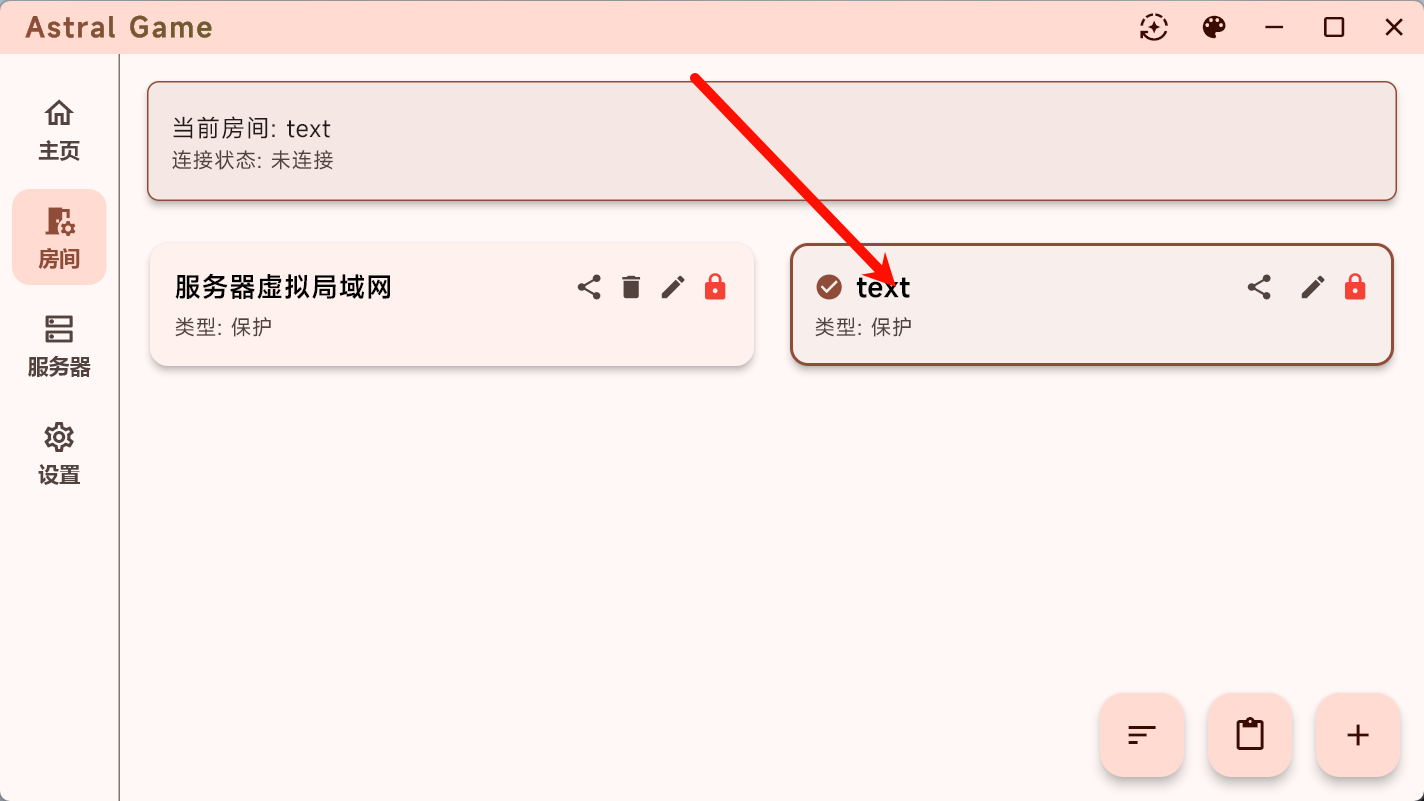 Astral Game
主页
房间
服务器
设置
当前房间: text
连接状态: 未连接
服务器虚拟局域网
类型: 保护
text
类型: 保护